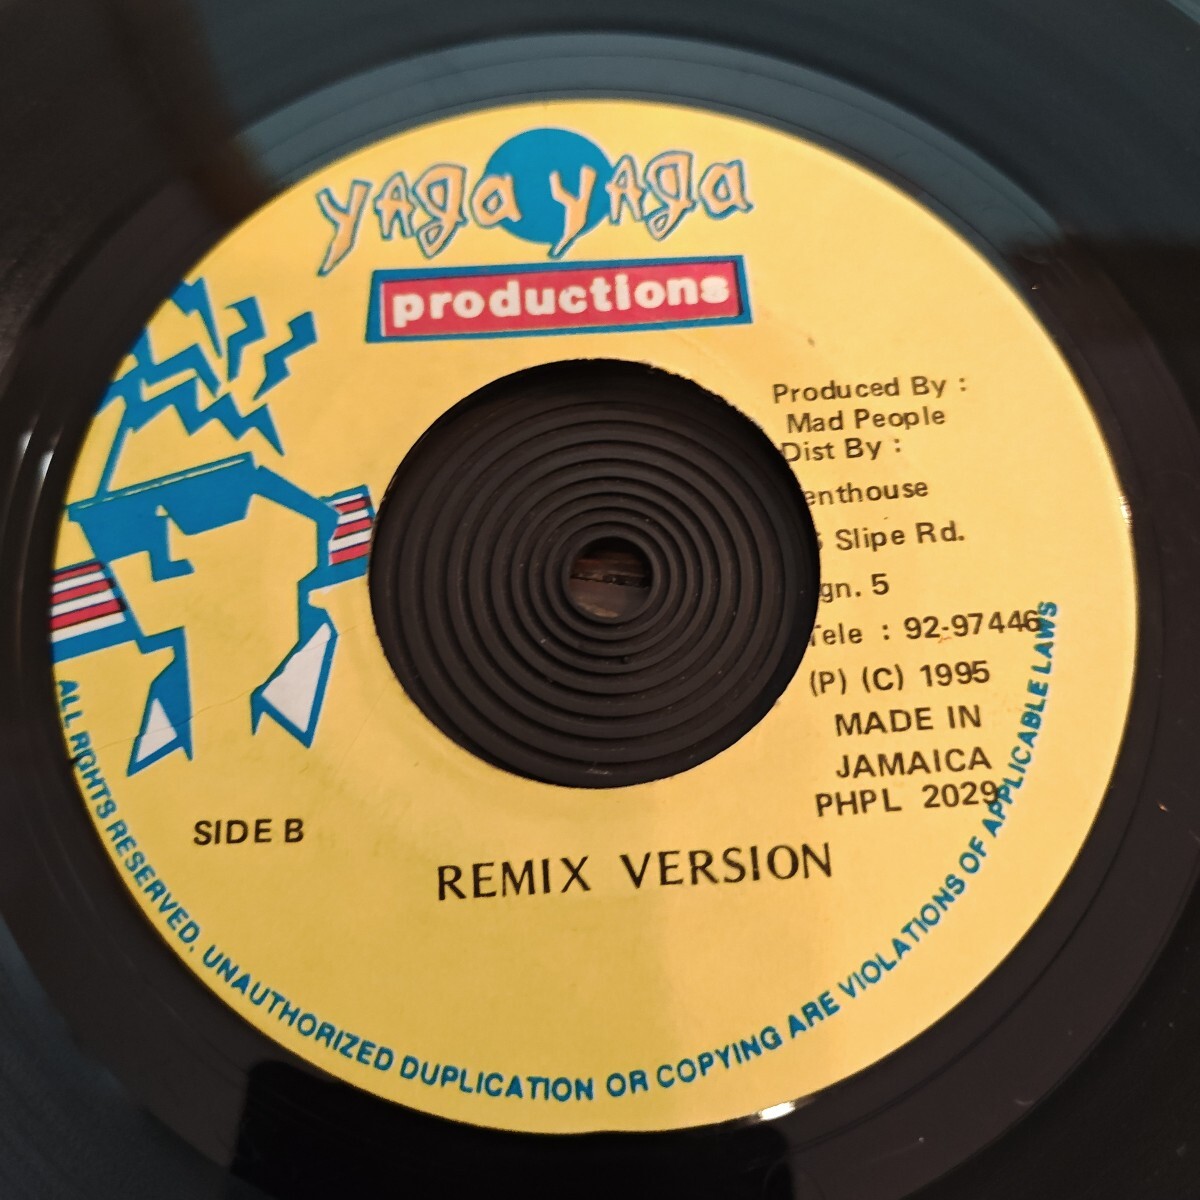 yAga yAga
productions
Produced By :
Mad People
Dist By :
enthouse
Slipe Rd.
gn. 5
Tele : 92-97446
(P) (C) 1995
MADE IN
JAMAICA
PHPL 2029
SIDE B
REMIX VERSION
ALL RIGHTS RESERVED. UNAUTHORIZED DUPLICATION OR COPYING ARE VIOLATIONS OF APPLICABLE LAWS